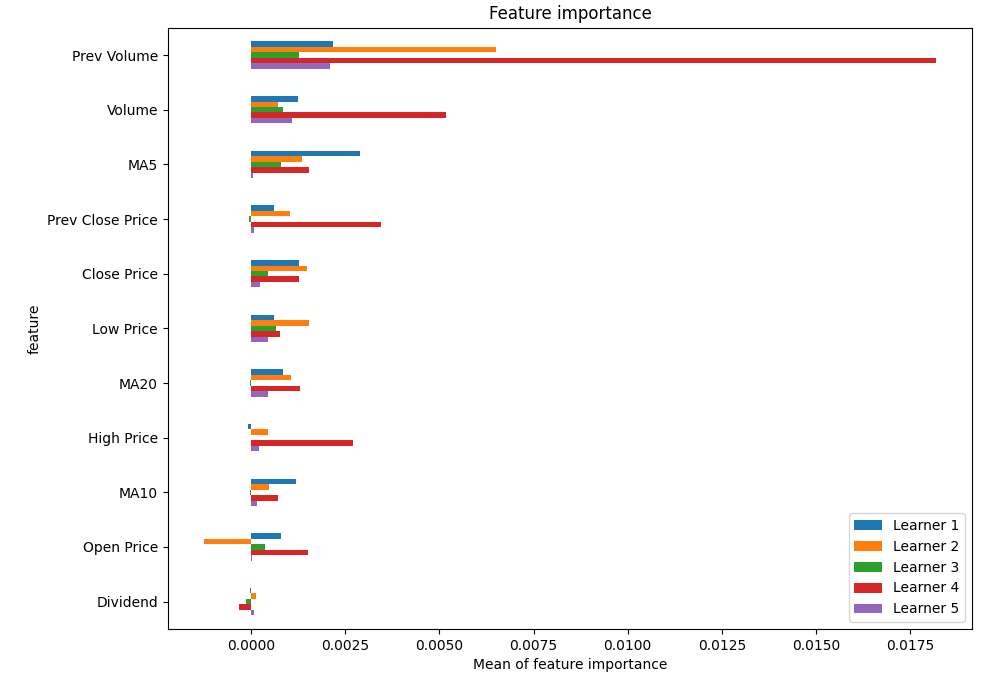 Feature importance
Prev Volume
Volume
MA5
Prev Close Price
Close Price
Low Price
MA20
High Price
MA10
Open Price
Dividend
feature
Learner 1
Learner 2
Learner 3
Learner 4
Learner 5
0.0000 0.0025 0.0050 0.0075 0.0100 0.0125 0.0150 0.0175
Mean of feature importance